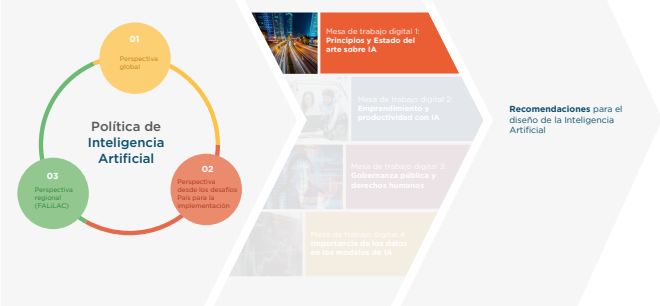 01
Perspectiva
global
Política de
Inteligencia
Artificial
03
Perspectiva
regional
(FALiLAC)
02
Perspectiva
desde los desafíos
País para la
implementación
Mesa de trabajo digital 1:
Principios y Estado del
arte sobre IA
Mesa de trabajo digital 2:
Emprendimiento y
productividad con IA
Mesa de trabajo digital 3:
Gobernanza pública y
derechos humanos
Mesa de trabajo digital 4:
Importancia de los datos
en los modelos de IA
Recomendaciones para el
diseño de la Inteligencia
Artificial